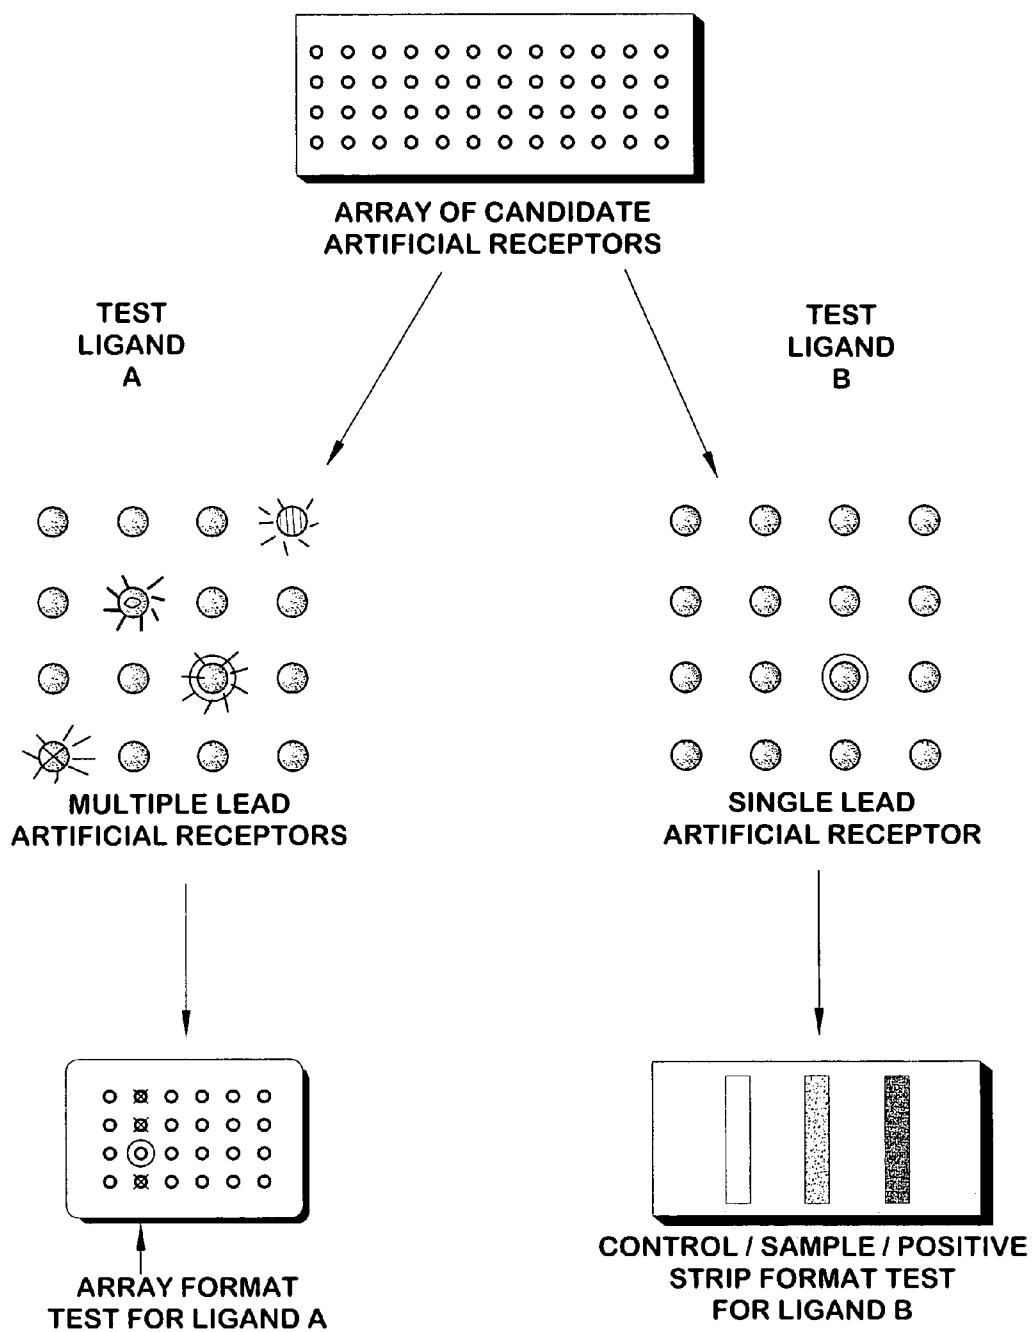 ARRAY OF CANDIDATE
ARTIFICIAL RECEPTORS
TEST
LIGAND
A
TEST
LIGAND
B
MULTIPLE LEAD
ARTIFICIAL RECEPTORS
SINGLE LEAD
ARTIFICIAL RECEPTOR
ARRAY FORMAT
TEST FOR LIGAND A
CONTROL / SAMPLE / POSITIVE
STRIP FORMAT TEST
FOR LIGAND B